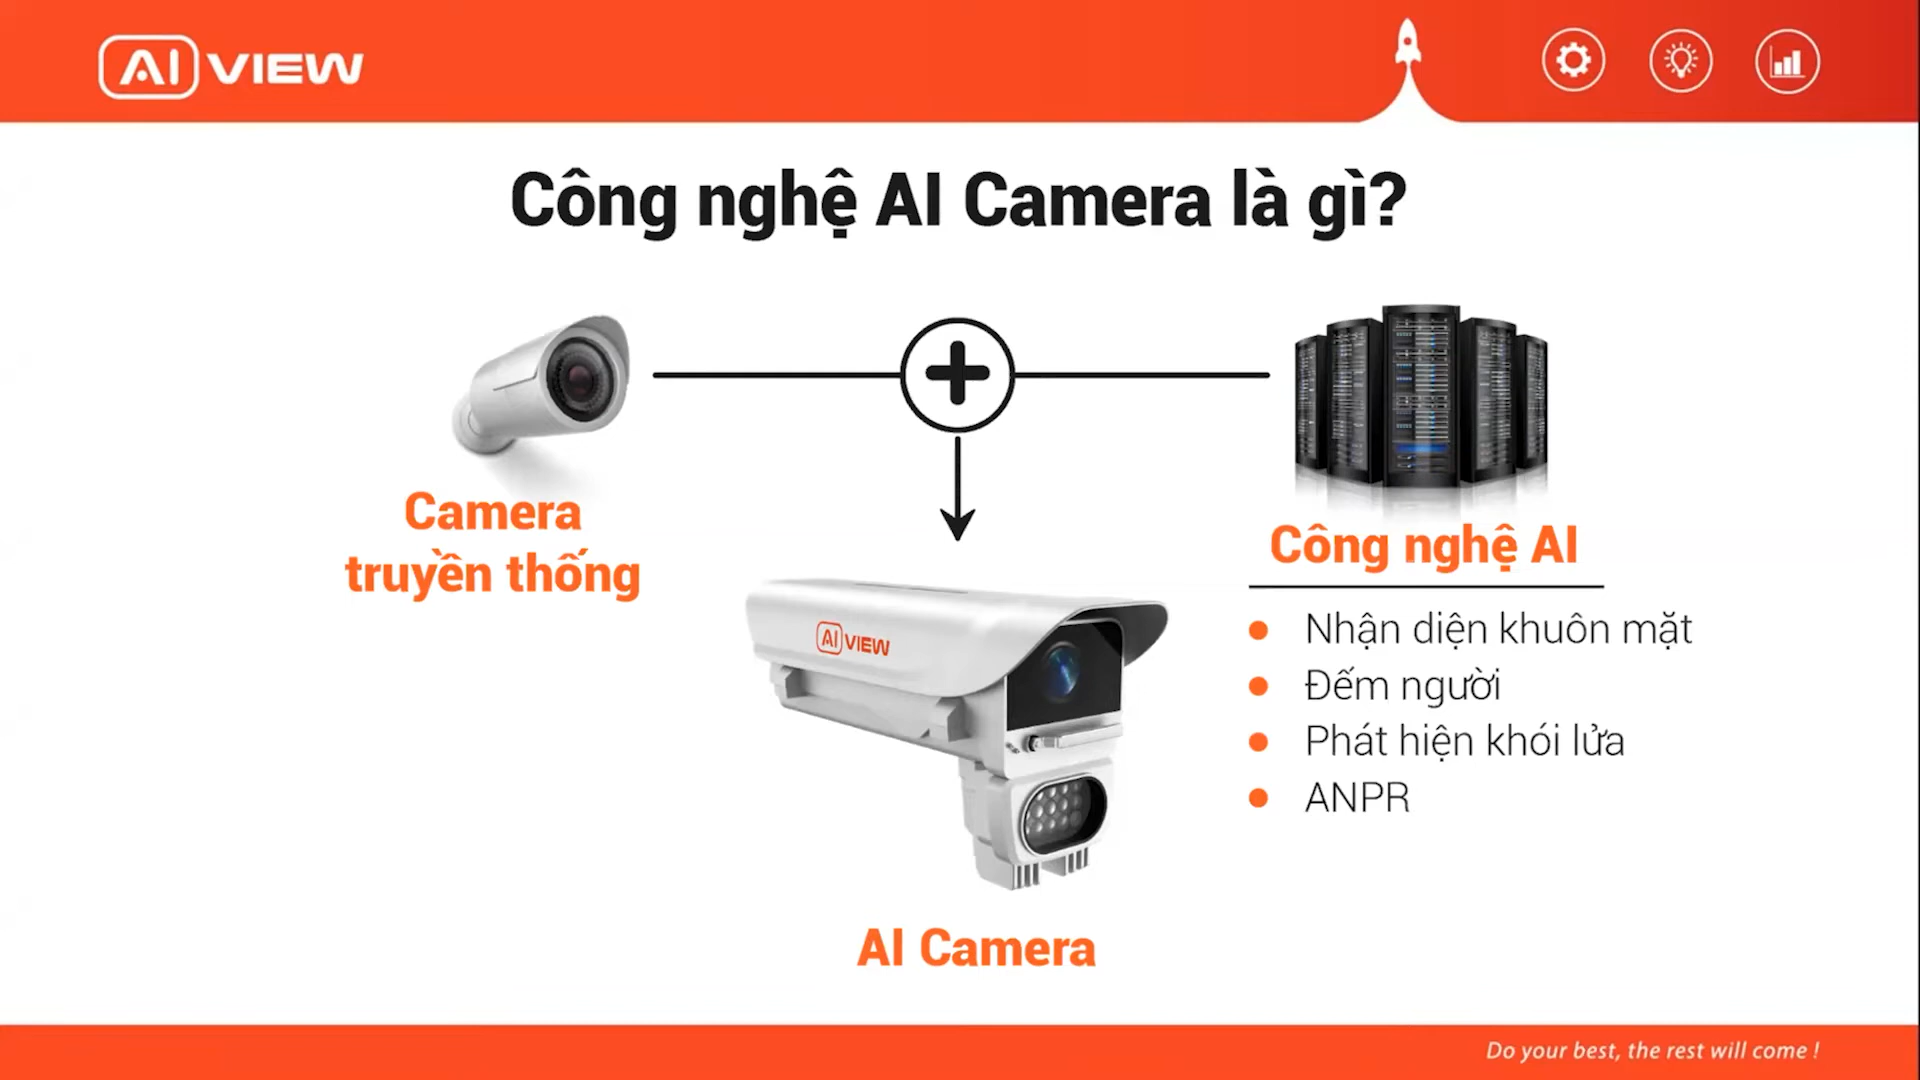 AI VIEW
Công nghệ AI Camera là gì?
Camera
truyền thống
Công nghệ AI
Nhận diện khuôn mặt
Đếm người
Phát hiện khói lửa
ANPR
AI VIEW
AI Camera
Do your best, the rest will come !